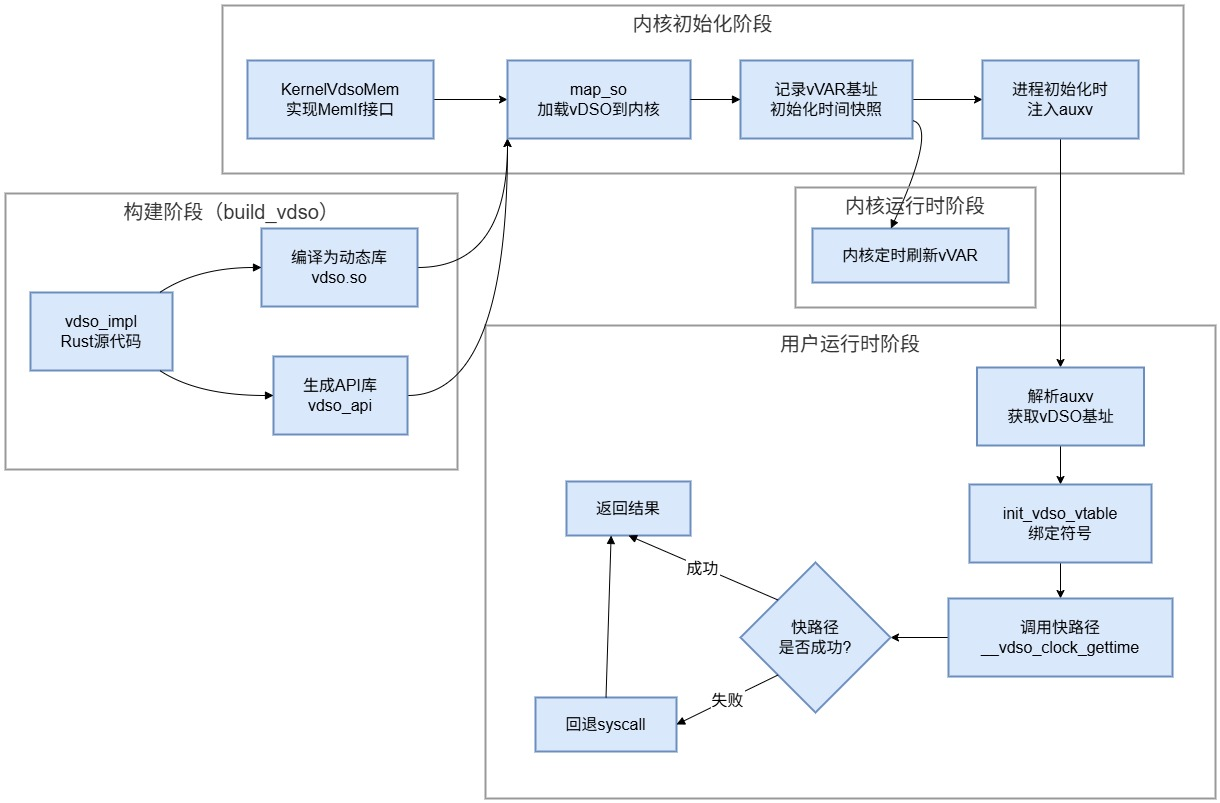 内核初始化阶段
KernelVdsoMem
实现MemIf接口
map_so
加载vDSO到内核
记录vVAR基址
初始化时间快照
进程初始化时
注入auxv
构建阶段（build_vdso）
vdso_impl
Rust源代码
编译为动态库
vdso.so
生成API库
vdso_api
内核运行时阶段
内核定时刷新vVAR
用户运行时阶段
解析auxv
获取vDSO基址
init_vdso_vtable
绑定符号
调用快路径
__vdso_clock_gettime
快路径
是否成功?
成功
失败
返回结果
回退syscall